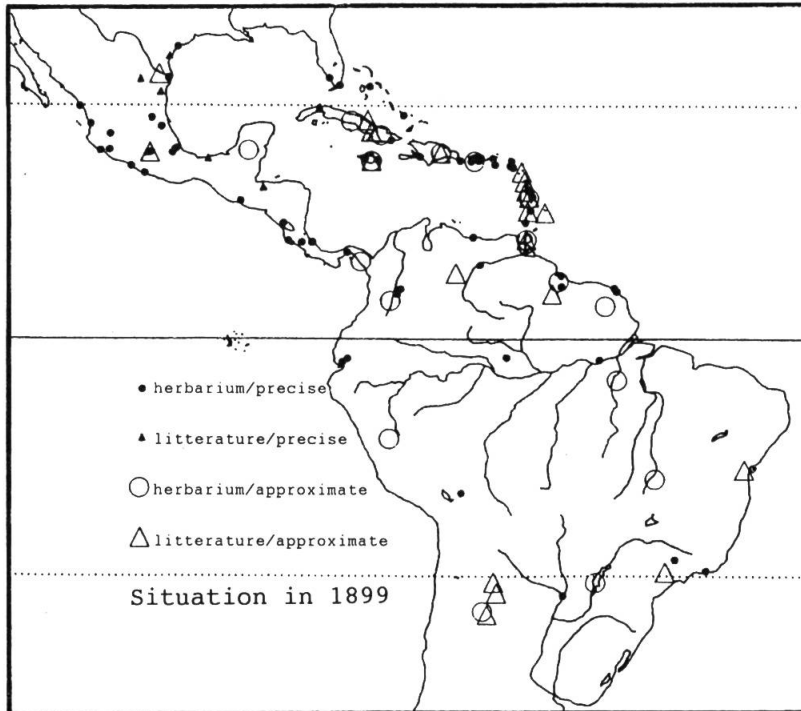 herbarium/precise
litterature/precise
herbarium/approximate
litterature/approximate
Situation in 1899